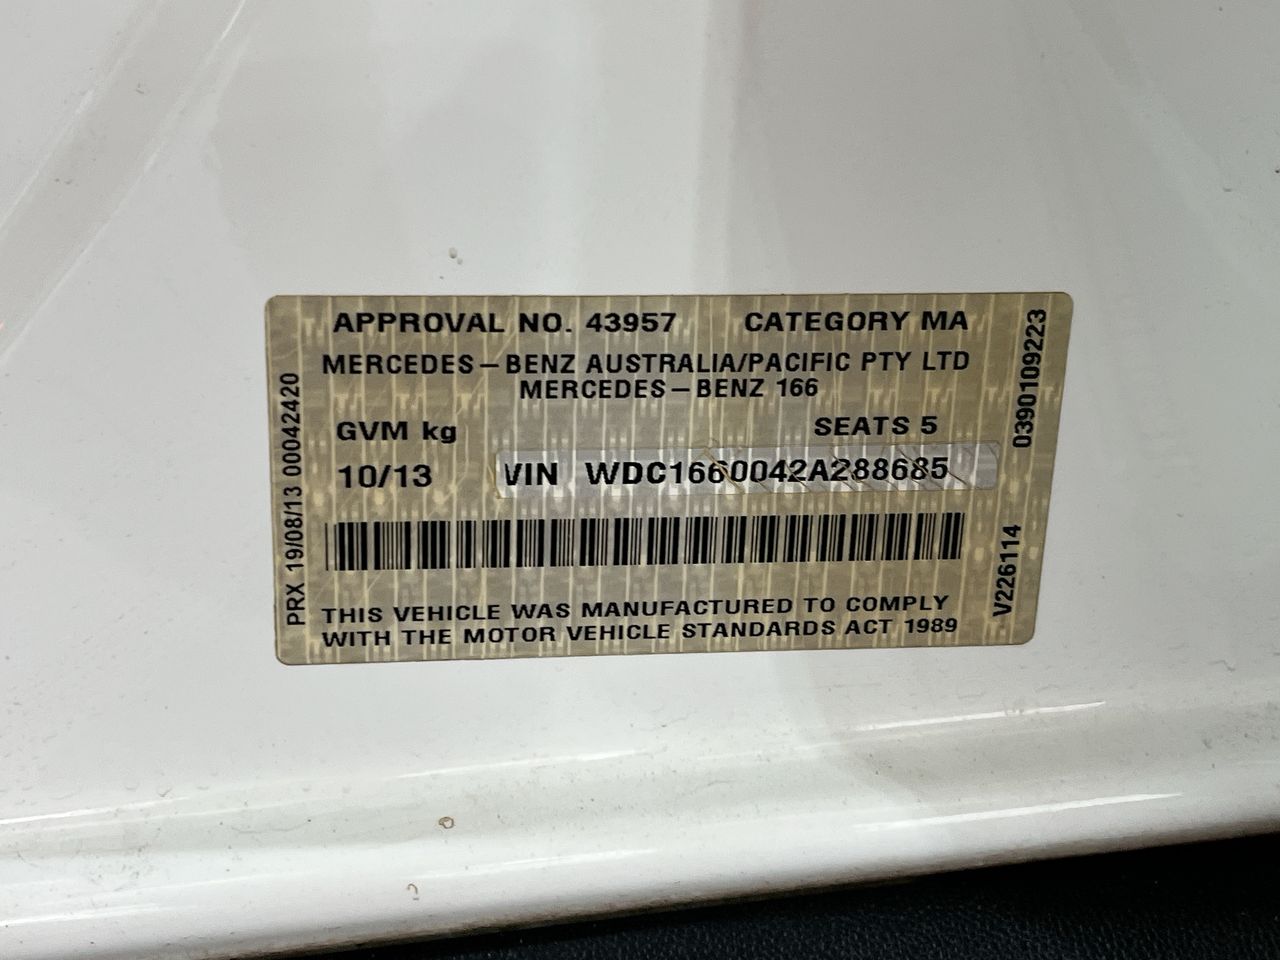 APPROVAL NO. 43957 CATEGORY MA
MERCEDES-BENZ AUSTRALIA/PACIFIC PTY LTD
MERCEDES-BENZ 166
GVM kg SEATS 5
10/13 VIN WDC1660042A288685
THIS VEHICLE WAS MANUFACTURED TO COMPLY
WITH THE MOTOR VEHICLE STANDARDS ACT 1989
PRX 19/08/13 00042420
V226114 0390109223